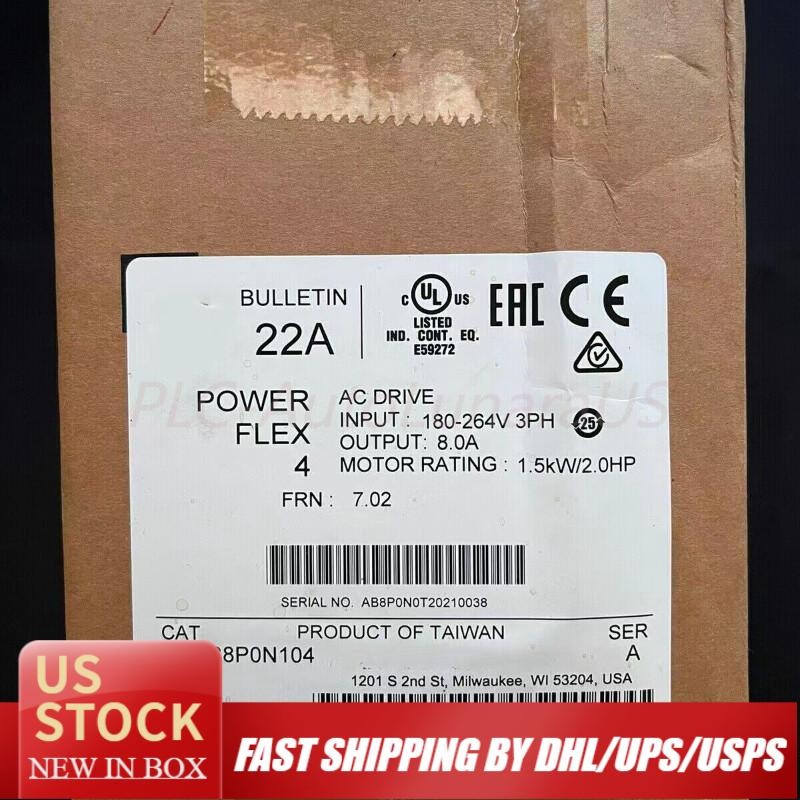 BULLETIN
22A
C UL US
LISTED
IND. CONT. EQ.
E59272
EAC CE
POWER
FLEX
4
AC DRIVE
INPUT : 180-264V 3PH 25
OUTPUT: 8.0A
MOTOR RATING : 1.5kW/2.0HP
FRN : 7.02
SERIAL NO. AB8P0N0T20210038
CAT PRODUCT OF TAIWAN SER
8P0N104 A
1201 S 2nd St, Milwaukee, WI 53204, USA
US
STOCK
NEW IN BOX
FAST SHIPPING BY DHL/UPS/USPS